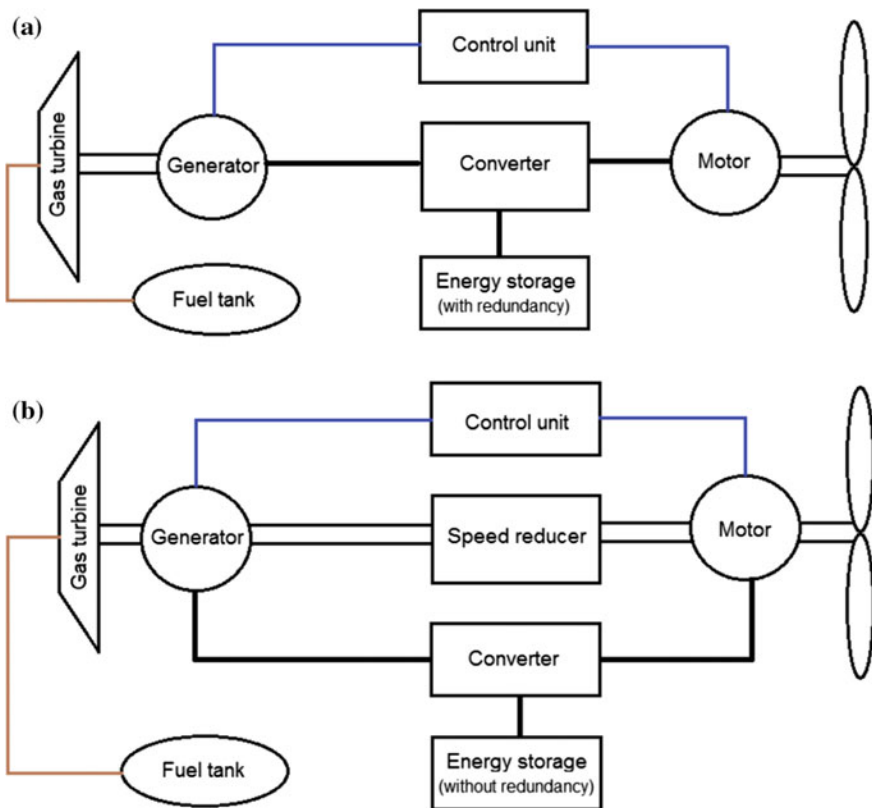 (a)
Control unit
Gas turbine
Generator
Converter
Motor
Fuel tank
Energy storage
(with redundancy)
(b)
Control unit
Gas turbine
Generator
Speed reducer
Motor
Converter
Fuel tank
Energy storage
(without redundancy)